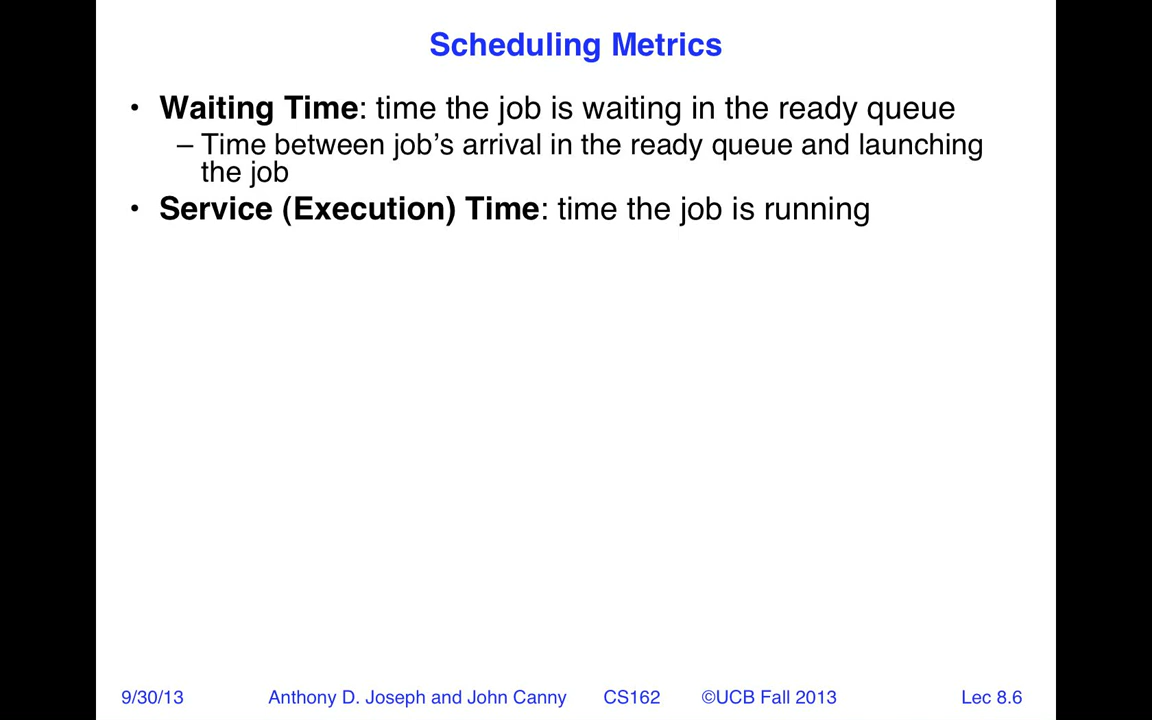 Scheduling Metrics
• Waiting Time: time the job is waiting in the ready queue
– Time between job’s arrival in the ready queue and launching
the job
• Service (Execution) Time: time the job is running
9/30/13 Anthony D. Joseph and John Canny CS162 ©UCB Fall 2013 Lec 8.6